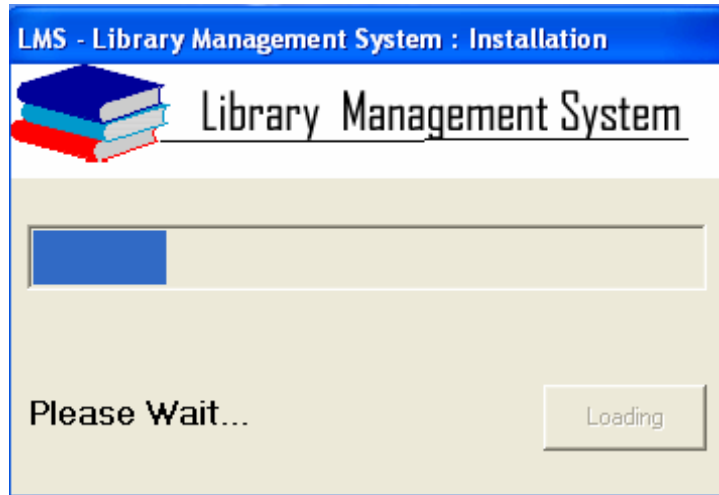 LMS - Library Management System : Installation
Library Management System
Please Wait...
Loading